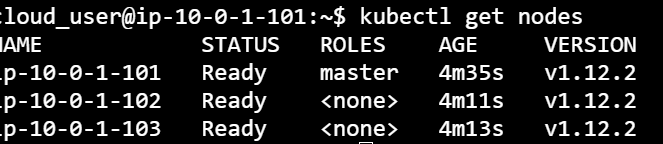 cloud_user@ip-10-0-1-101:~$ kubectl get nodes
NAME STATUS ROLES AGE VERSION
ip-10-0-1-101 Ready master 4m35s v1.12.2
ip-10-0-1-102 Ready <none> 4m11s v1.12.2
ip-10-0-1-103 Ready <none> 4m13s v1.12.2